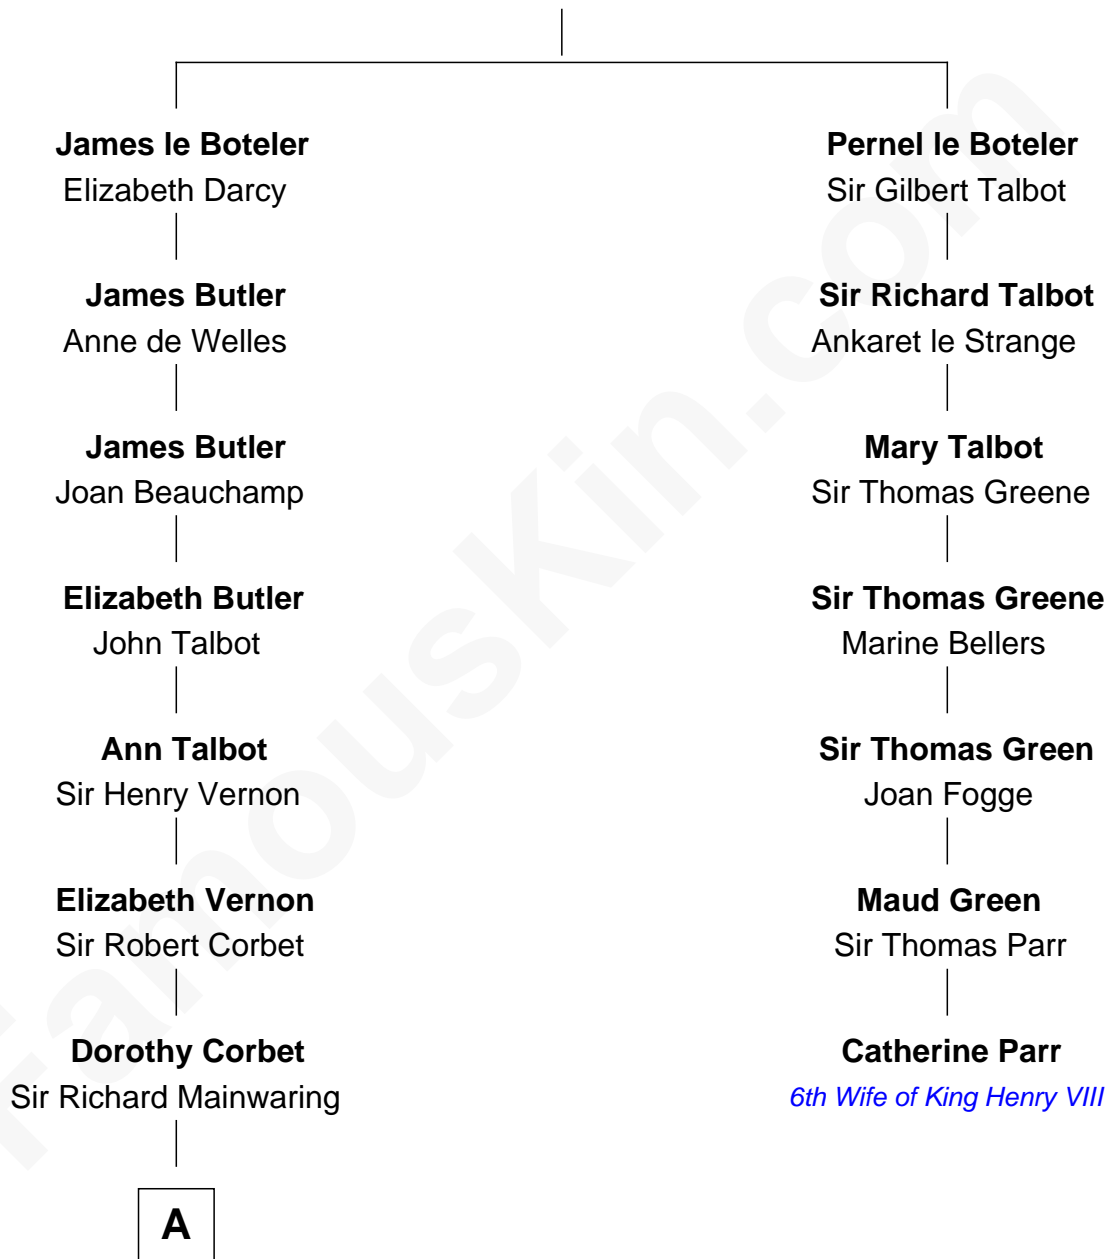 James le Boteler
Elizabeth Darcy
James Butler
Anne de Welles
James Butler
Joan Beauchamp
Elizabeth Butler
John Talbot
Ann Talbot
Sir Henry Vernon
Elizabeth Vernon
Sir Robert Corbet
Dorothy Corbet
Sir Richard Mainwaring
A
Pernel le Boteler
Sir Gilbert Talbot
Sir Richard Talbot
Ankaret le Strange
Mary Talbot
Sir Thomas Greene
Sir Thomas Greene
Marine Bellers
Sir Thomas Green
Joan Fogge
Maud Green
Sir Thomas Parr
Catherine Parr
6th Wife of King Henry VIII
FamousKin.com